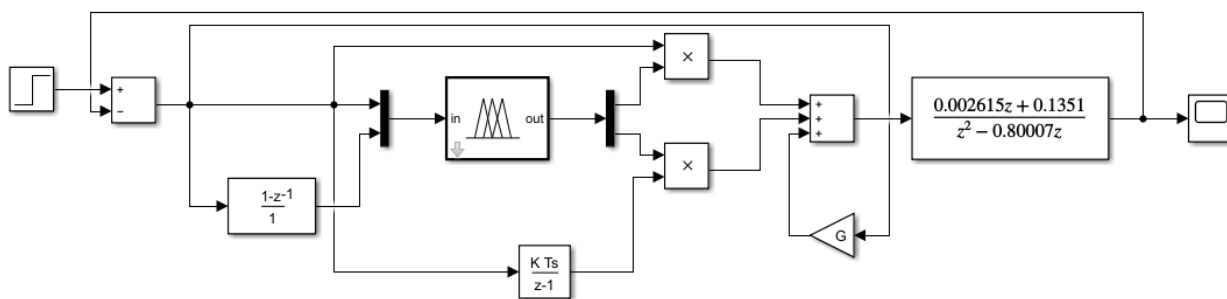 +
−
1-z-1
1
in
out
×
×
K Ts
z-1
+
+
+
G
0.002615z + 0.1351
z² − 0.80007z